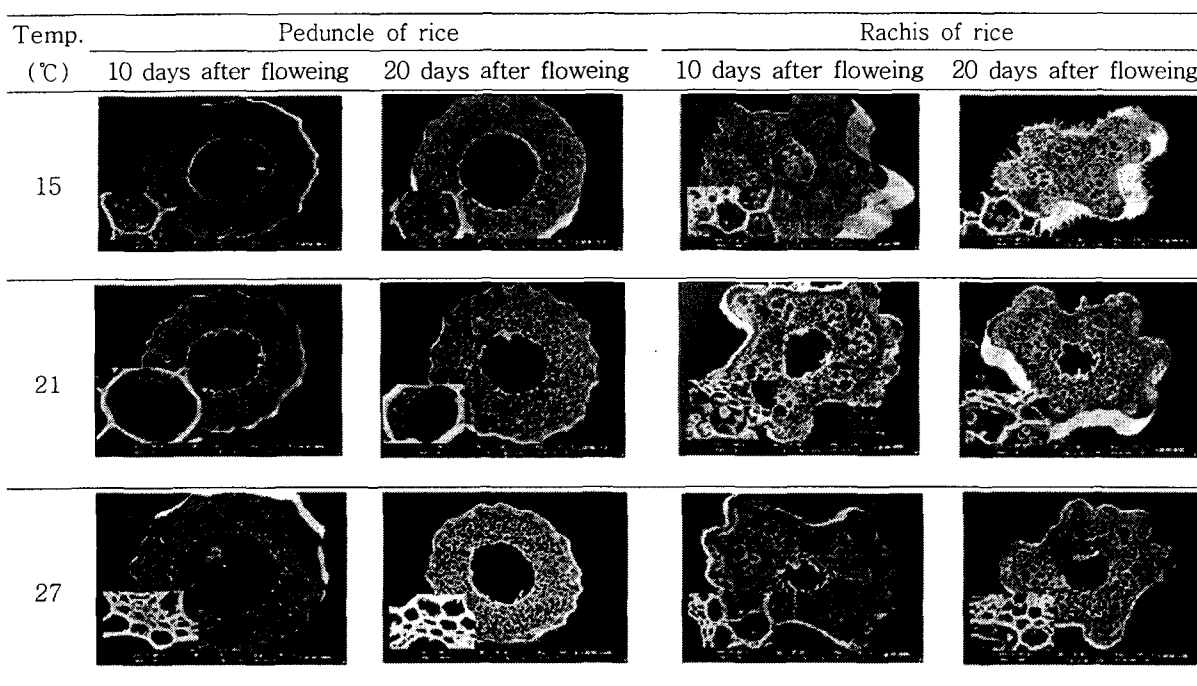 Temp. Peduncle of rice Rachis of rice
(℃) 10 days after floweing 20 days after floweing 10 days after floweing 20 days after floweing
15
21
27